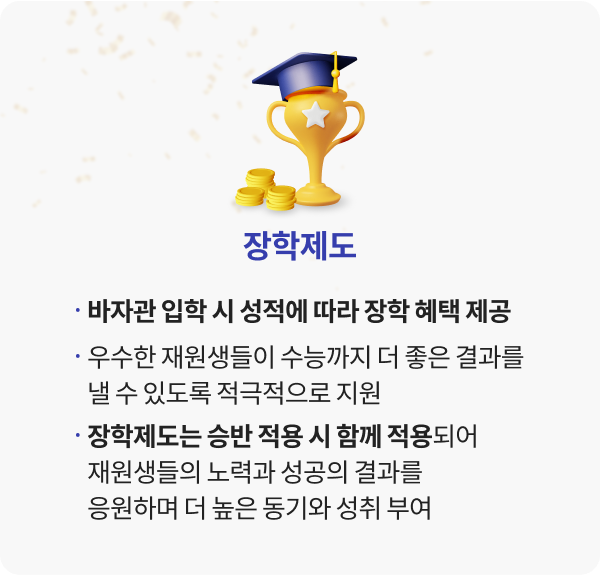 장학제도
· 바자관 입학 시 성적에 따라 장학 혜택 제공
· 우수한 재원생들이 수능까지 더 좋은 결과를
낼 수 있도록 적극적으로 지원
· 장학제도는 승반 적용 시 함께 적용되어
재원생들의 노력과 성공의 결과를
응원하며 더 높은 동기와 성취 부여